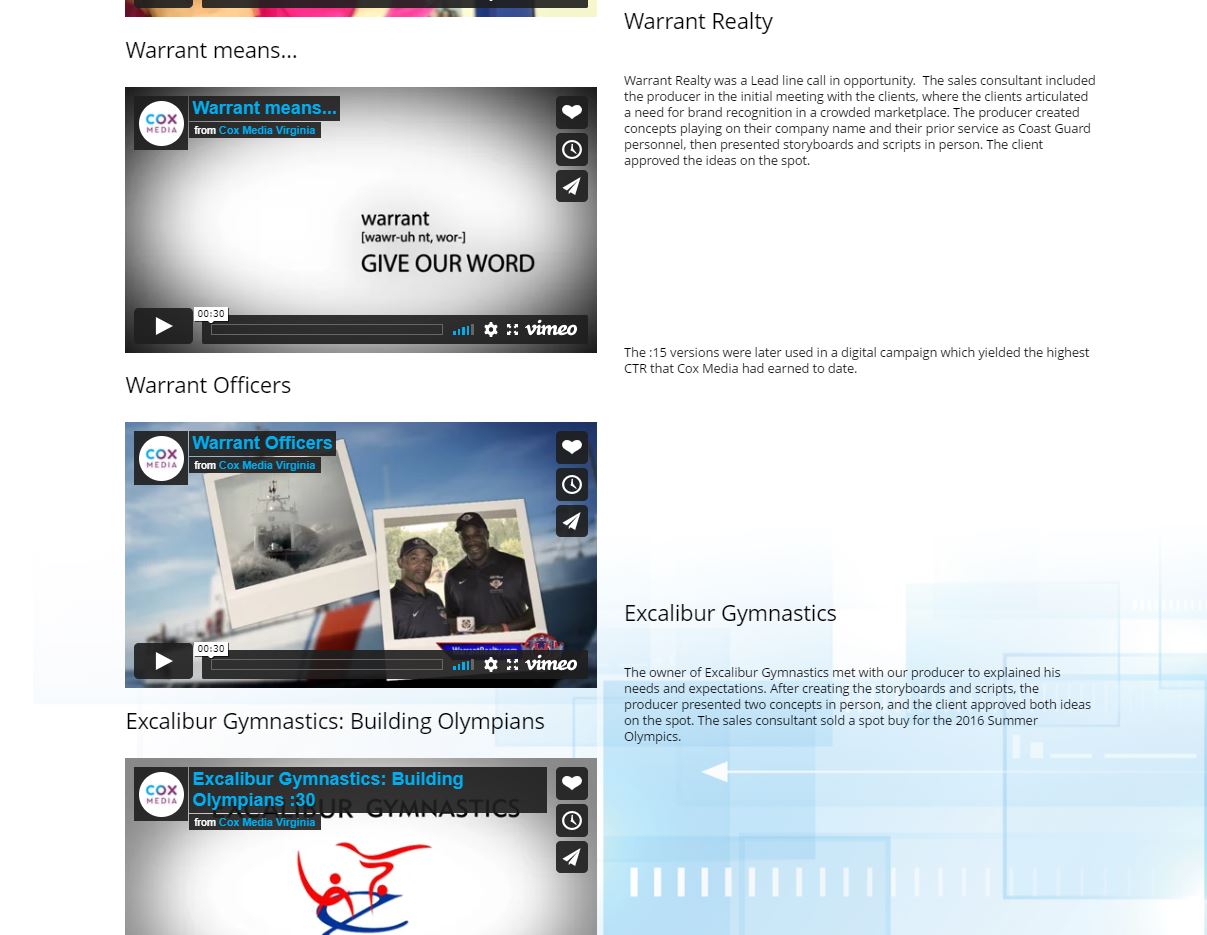 Warrant means...
COX
MEDIA
Warrant means...
from Cox Media Virginia
warrant
[wawr-uh nt, wor-]
GIVE OUR WORD
00:30
vimeo
Warrant Officers
COX
MEDIA
Warrant Officers
from Cox Media Virginia
WarrantRealty.com
00:30
vimeo
Excalibur Gymnastics: Building Olympians
COX
MEDIA
Excalibur Gymnastics: Building
Olympians :30
from Cox Media Virginia
EXCALIBUR GYMNASTICS
Warrant Realty
Warrant Realty was a Lead line call in opportunity.  The sales consultant included
the producer in the initial meeting with the clients, where the clients articulated
a need for brand recognition in a crowded marketplace. The producer created
concepts playing on their company name and their prior service as Coast Guard
personnel, then presented storyboards and scripts in person. The client
approved the ideas on the spot.
The :15 versions were later used in a digital campaign which yielded the highest
CTR that Cox Media had earned to date.
Excalibur Gymnastics
The owner of Excalibur Gymnastics met with our producer to explained his
needs and expectations. After creating the storyboards and scripts, the
producer presented two concepts in person, and the client approved both ideas
on the spot. The sales consultant sold a spot buy for the 2016 Summer
Olympics.